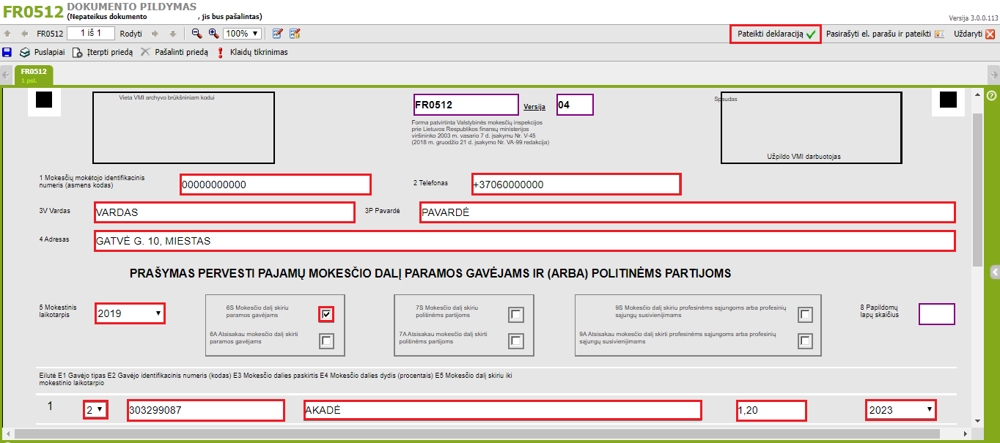 FR0512 DOKUMENTO PILDYMAS
(Nepateikus dokumento , jis bus pašalintas)
Versija 3.0.0.113
FR0512 1 iš 1 Rodyti 100% Pateikti deklaraciją Pasirašyti el. parašu ir pateikti Uždaryti
Puslapiai Įterpti priedą Pašalinti priedą Klaidų tikrinimas
FR0512
1 psl.
Vieta VMI archyvo brūkšniniam kodui
FR0512 Versija 04
Spaudas
Forma patvirtinta Valstybinės mokesčių inspekcijos
prie Lietuvos Respublikos finansų ministerijos
viršininko 2003 m. vasario 7 d. įsakymu Nr. V-45
(2018 m. gruodžio 21 d. įsakymo Nr. VA-99 redakcija)
Užpildo VMI darbuotojas
1 Mokesčių mokėtojo identifikacinis
numeris (asmens kodas)
00000000000
2 Telefonas
+37060000000
3V Vardas VARDAS 3P Pavardė PAVARDĖ
4 Adresas GATVĖ G. 10, MIESTAS
PRAŠYMAS PERVESTI PAJAMŲ MOKESČIO DALĮ PARAMOS GAVĖJAMS IR (ARBA) POLITINĖMS PARTIJOMS
5 Mokestinis
laikotarpis
2019
6S Mokesčio dalį skiriu
paramos gavėjams
6A Atsisakau mokesčio dalį skirti
paramos gavėjams
7S Mokesčio dalį skiriu
politinėms partijoms
7A Atsisakau mokesčio dalį skirti
politinėms partijoms
9S Mokesčio dalį skiriu profesinėms sąjungoms arba profesinių
sąjungų susivienijimams
9A Atsisakau mokesčio dalį skirti profesinėms sąjungoms arba profesinių
sąjungų susivienijimams
8 Papildomų
lapų skaičius
Eilutė E1 Gavėjo tipas E2 Gavėjo identifikacinis numeris (kodas) E3 Mokesčio dalies paskirtis E4 Mokesčio dalies dydis (procentais) E5 Mokesčio dalį skiriu iki
mokestinio laikotarpio
1 2 303299087 AKADĖ 1,20 2023